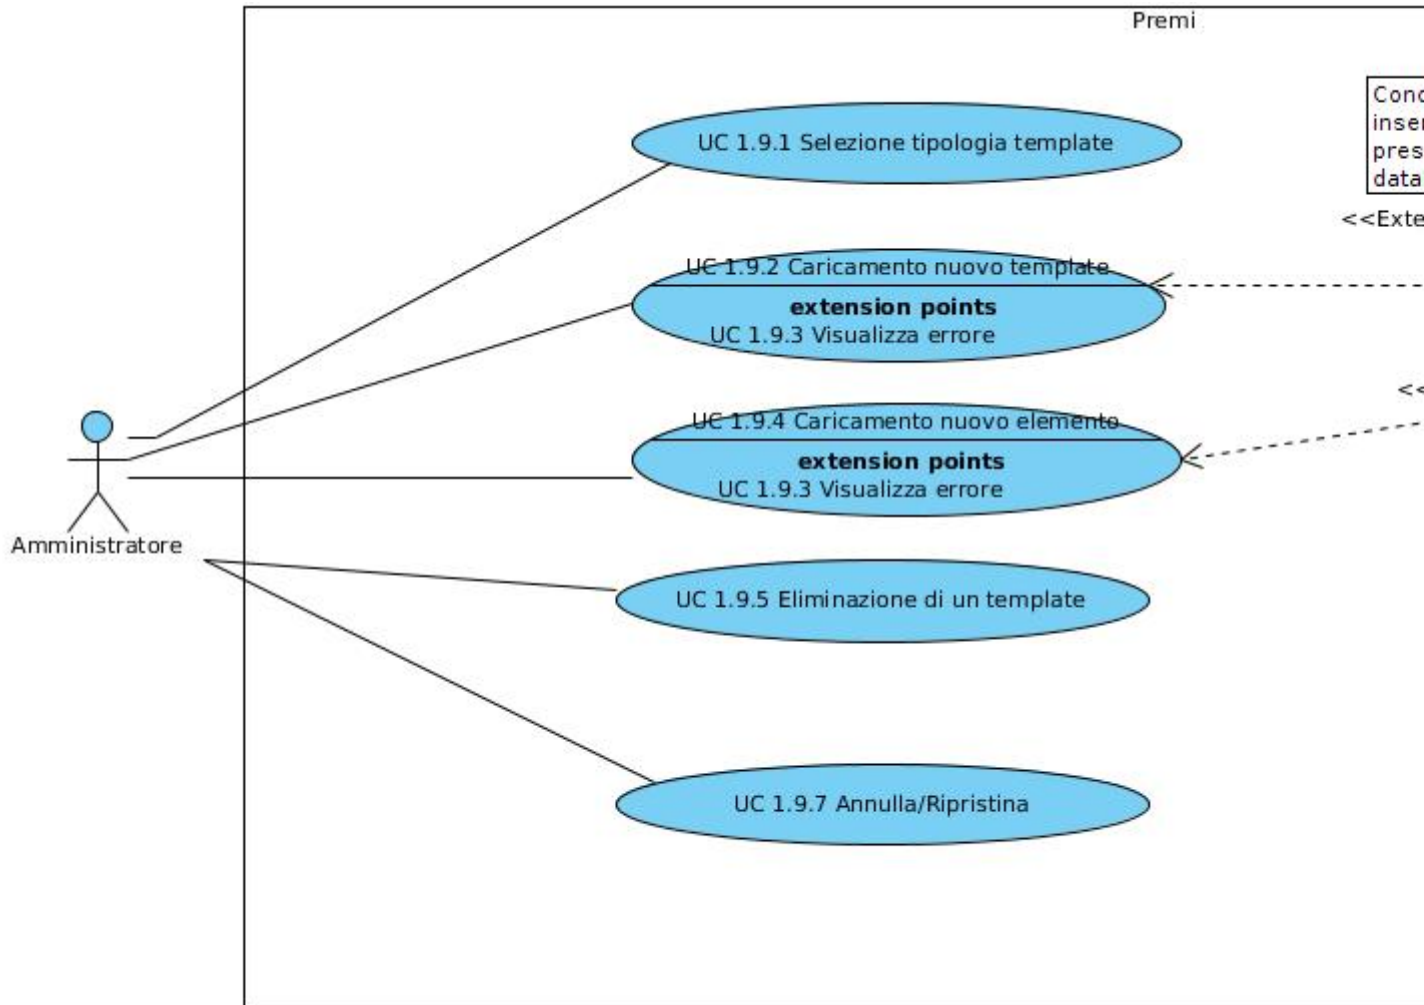 Premi
UC 1.9.1 Selezione tipologia template
UC 1.9.2 Caricamento nuovo template
extension points
UC 1.9.3 Visualizza errore
UC 1.9.4 Caricamento nuovo elemento
extension points
UC 1.9.3 Visualizza errore
Amministratore
UC 1.9.5 Eliminazione di un template
UC 1.9.7 Annulla/Ripristina